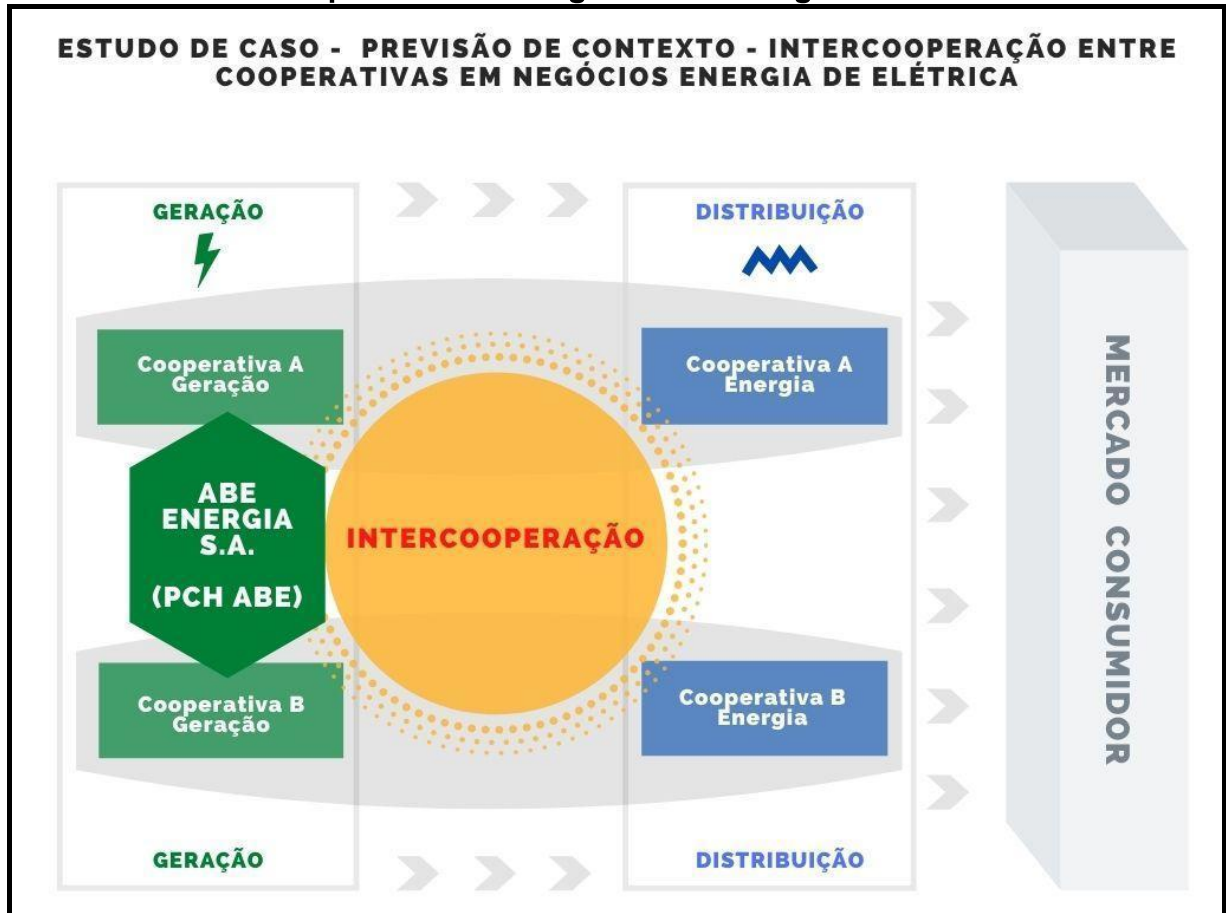 ESTUDO DE CASO - PREVISÃO DE CONTEXTO - INTERCOOPERAÇÃO ENTRE
COOPERATIVAS EM NEGÓCIOS ENERGIA DE ELÉTRICA
GERAÇÃO
DISTRIBUIÇÃO
Cooperativa A
Geração
Cooperativa A
Energia
ABE
ENERGIA
S.A.
(PCH ABE)
INTERCOOPERAÇÃO
MERCADO CONSUMIDOR
Cooperativa B
Geração
Cooperativa B
Energia
GERAÇÃO
DISTRIBUIÇÃO